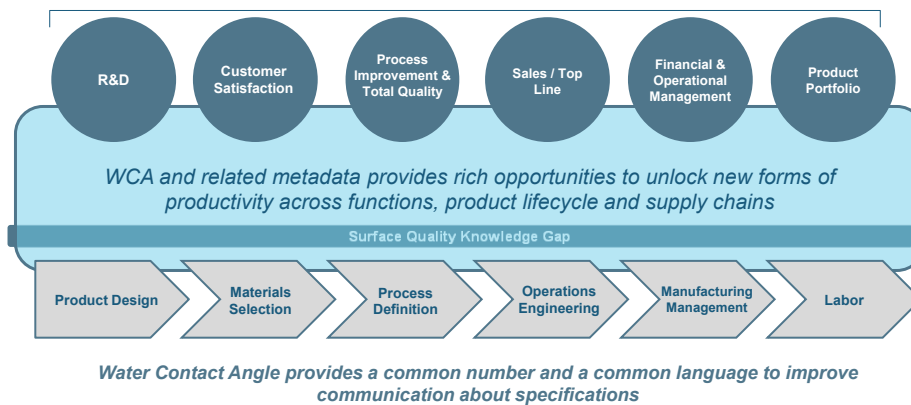 R&D
Customer
Satisfaction
Process
Improvement &
Total Quality
Sales / Top
Line
Financial &
Operational
Management
Product
Portfolio
WCA and related metadata provides rich opportunities to unlock new forms of
productivity across functions, product lifecycle and supply chains
Surface Quality Knowledge Gap
Product Design
Materials
Selection
Process
Definition
Operations
Engineering
Manufacturing
Management
Labor
Water Contact Angle provides a common number and a common language to improve
communication about specifications